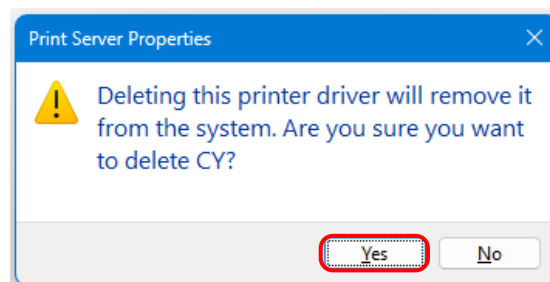 Print Server Properties
Deleting this printer driver will remove it
from the system. Are you sure you want
to delete CY?
Yes
No